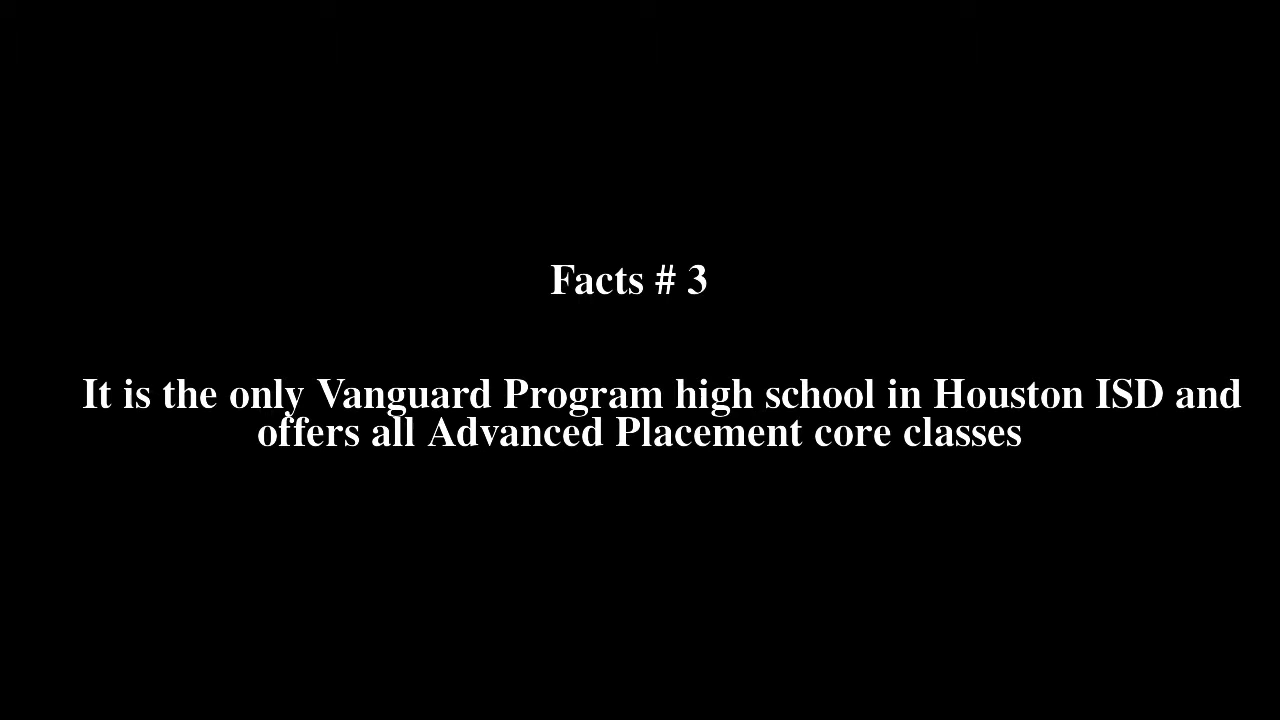 Facts # 3
It is the only Vanguard Program high school in Houston ISD and
offers all Advanced Placement core classes